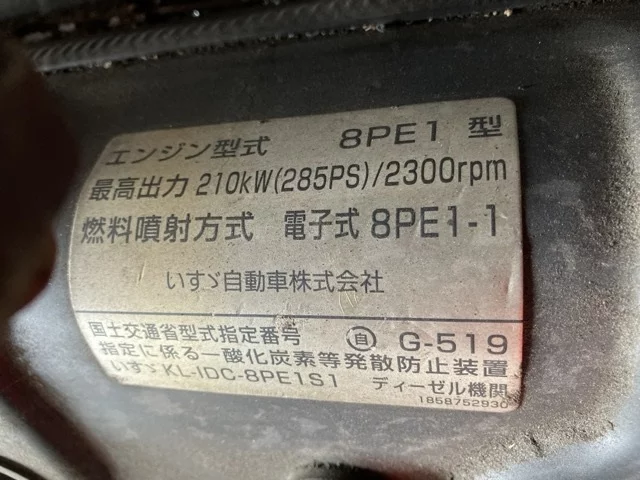 エンジン型式 8PE1 型
最高出力 210kW(285PS)/2300rpm
燃料噴射方式 電子式 8PE1-1
いすゞ自動車株式会社
国土交通省型式指定番号 自 G-519
指定に係る一酸化炭素等発散防止装置
いすゞKL-IDC-8PE1S1 ディーゼル機関
1858752930